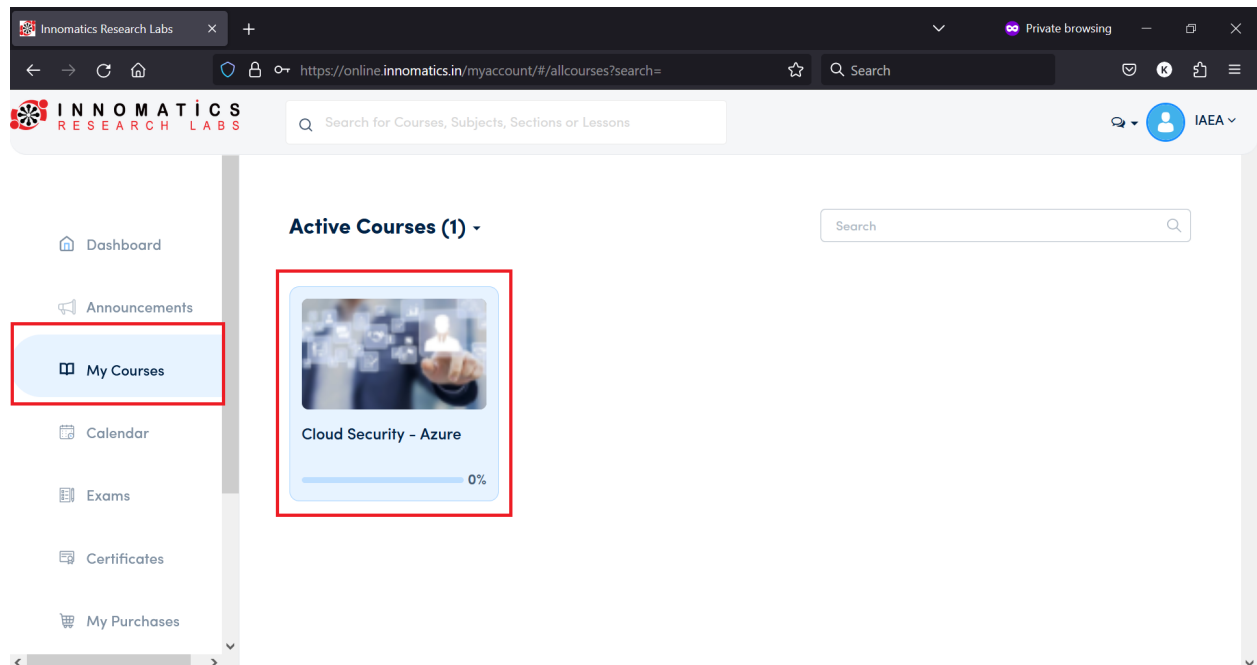 Innomatics Research Labs
Private browsing
https://online.innomatics.in/myaccount/#/allcourses?search=
Search
K
INNOMATICS
RESEARCH LABS
Search for Courses, Subjects, Sections or Lessons
IAEA
Dashboard
Announcements
My Courses
Calendar
Exams
Certificates
My Purchases
Active Courses (1)
Search
Cloud Security - Azure
0%